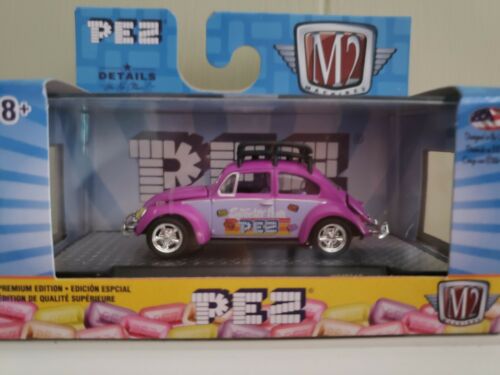 PEZ
DETAILS
M2
MACHINES
8+
PEZ
PEZ
PREMIUM EDITION • EDICIÓN ESPCIAL
ÉDITION DE QUALITÉ SUPÉRIEURE
PEZ
M2